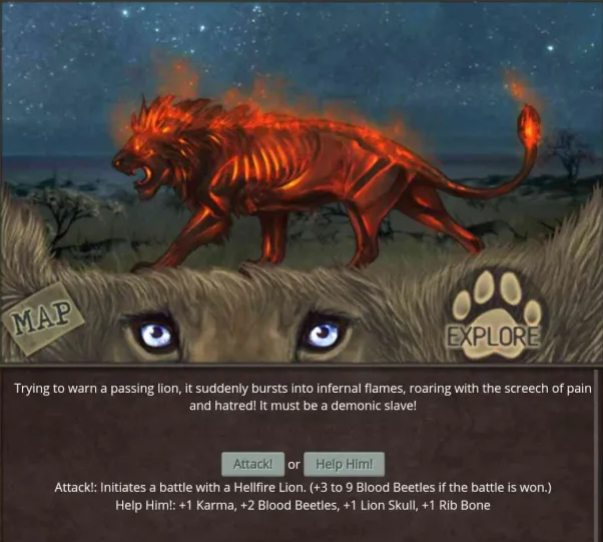 MAP
EXPLORE
Trying to warn a passing lion, it suddenly bursts into infernal flames, roaring with the screech of pain
and hatred! It must be a demonic slave!
Attack! or Help Him!
Attack!: Initiates a battle with a Hellfire Lion. (+3 to 9 Blood Beetles if the battle is won.)
Help Him!: +1 Karma, +2 Blood Beetles, +1 Lion Skull, +1 Rib Bone